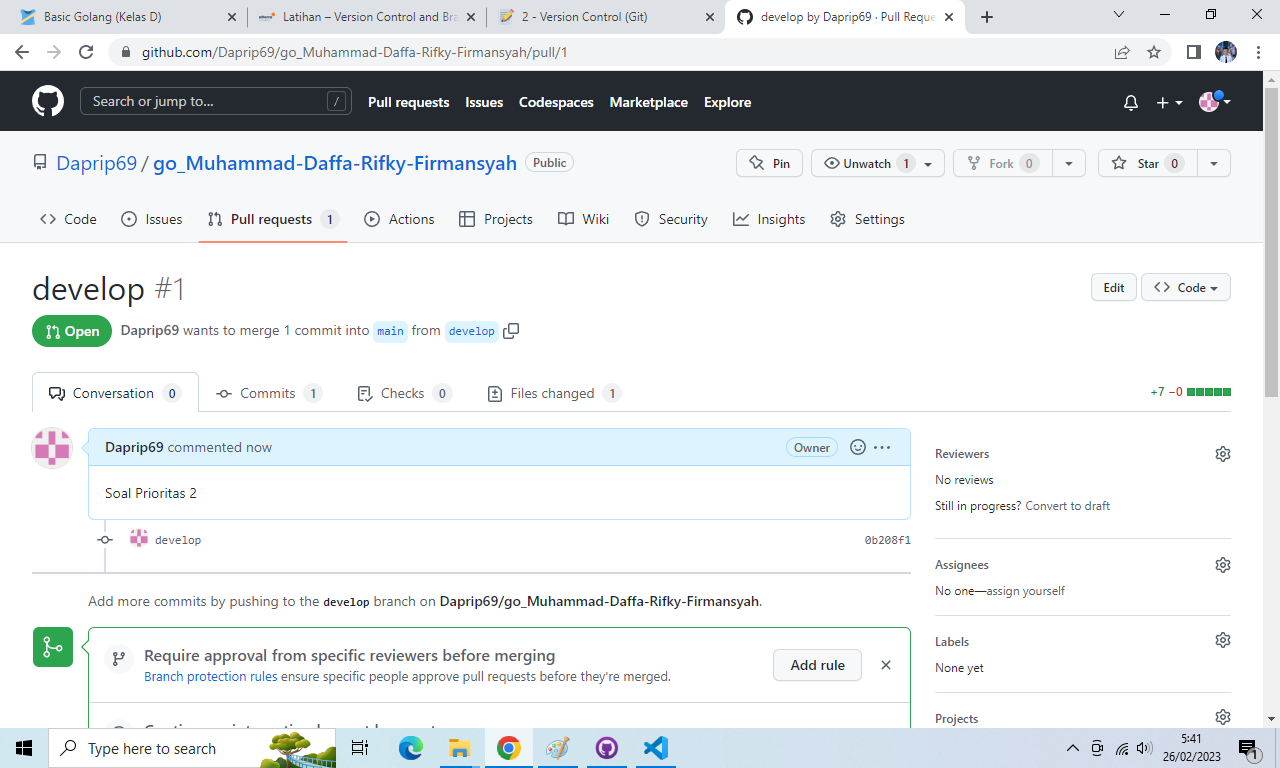 Basic Golang (Kelas D)
Latihan – Version Control and Bra
2 - Version Control (Git)
develop by Daprip69 · Pull Reque
github.com/Daprip69/go_Muhammad-Daffa-Rifky-Firmansyah/pull/1
Search or jump to... /
Pull requests Issues Codespaces Marketplace Explore
Daprip69 / go_Muhammad-Daffa-Rifky-Firmansyah Public
Pin Unwatch 1 Fork 0 Star 0
Code Issues Pull requests 1 Actions Projects Wiki Security Insights Settings
develop #1
Edit Code
Open Daprip69 wants to merge 1 commit into main from develop
Conversation 0 Commits 1 Checks 0 Files changed 1
+7 −0
Daprip69 commented now Owner
Soal Prioritas 2
develop 0b208f1
Add more commits by pushing to the develop branch on Daprip69/go_Muhammad-Daffa-Rifky-Firmansyah.
Require approval from specific reviewers before merging
Branch protection rules ensure specific people approve pull requests before they're merged.
Add rule
Reviewers
No reviews
Still in progress? Convert to draft
Assignees
No one—assign yourself
Labels
None yet
Projects
Type here to search
5:41
26/02/2023
1